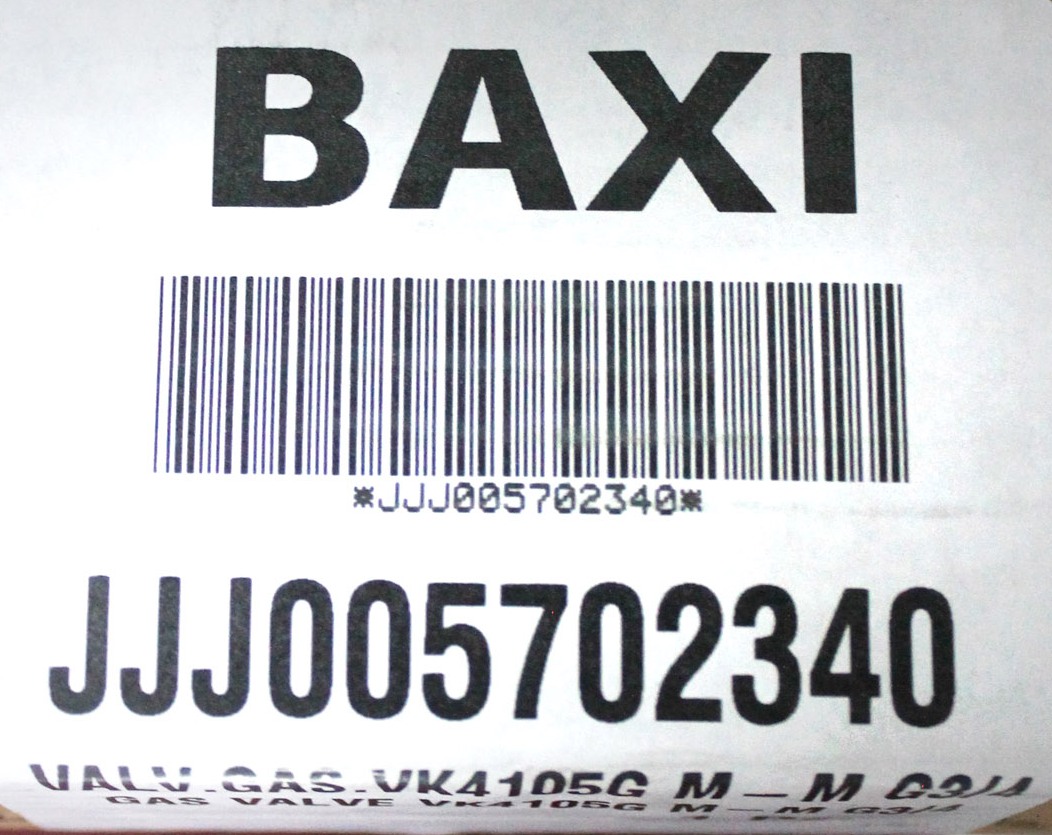 BAXI
*JJJ005702340*
JJJ005702340
VALV.GAS.VK4105G M – M G3/4
GAS VALVE VK4105G M – M G3/4